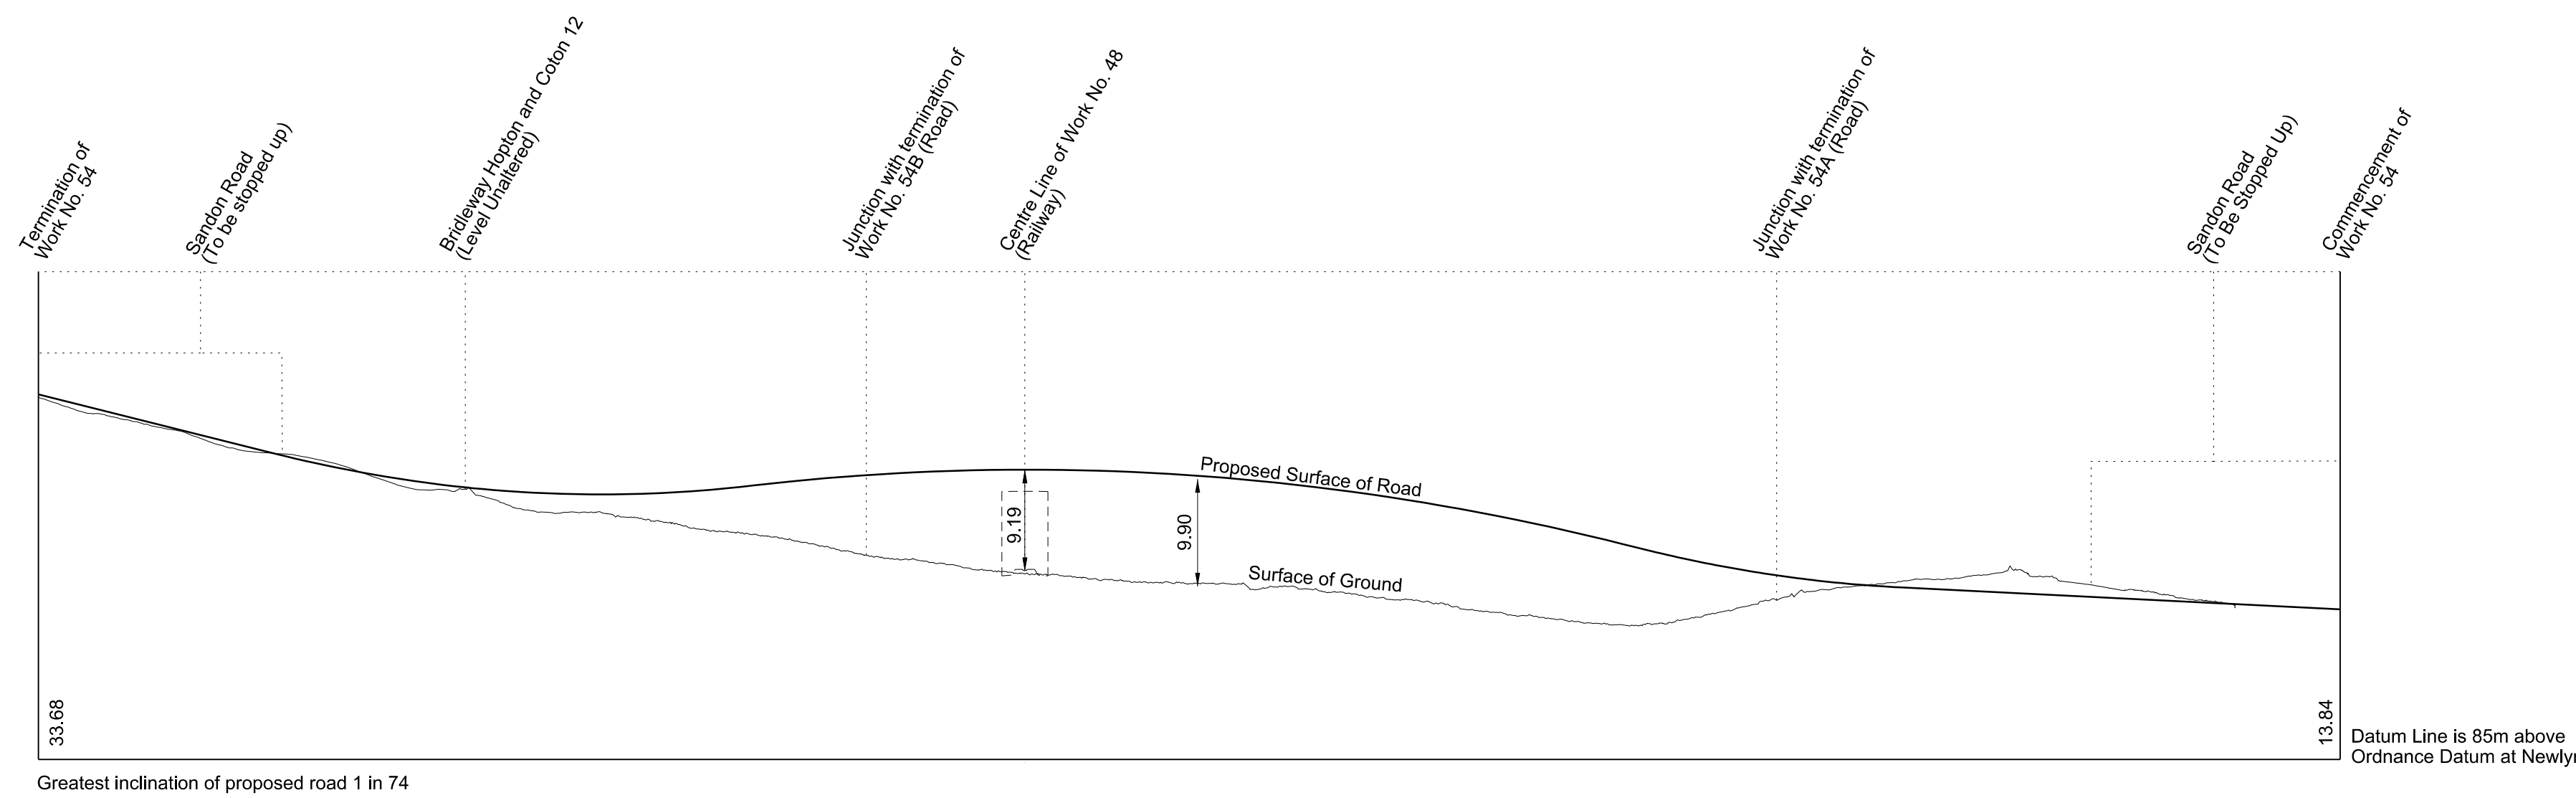 Termination of
Work No. 54
Sandon Road
(To be stopped up)
Bridleway Hopton and Coton 12
(Level Unaltered)
Junction with termination of
Work No. 54B (Road)
Centre Line of Work No. 48
(Railway)
Junction with termination of
Work No. 54A (Road)
Sandon Road
(To Be Stopped Up)
Commencement of
Work No. 54
Proposed Surface of Road
9.19
9.90
Surface of Ground
33.68
13.84
Datum Line is 85m above
Ordnance Datum at Newlyn
Greatest inclination of proposed road 1 in 74